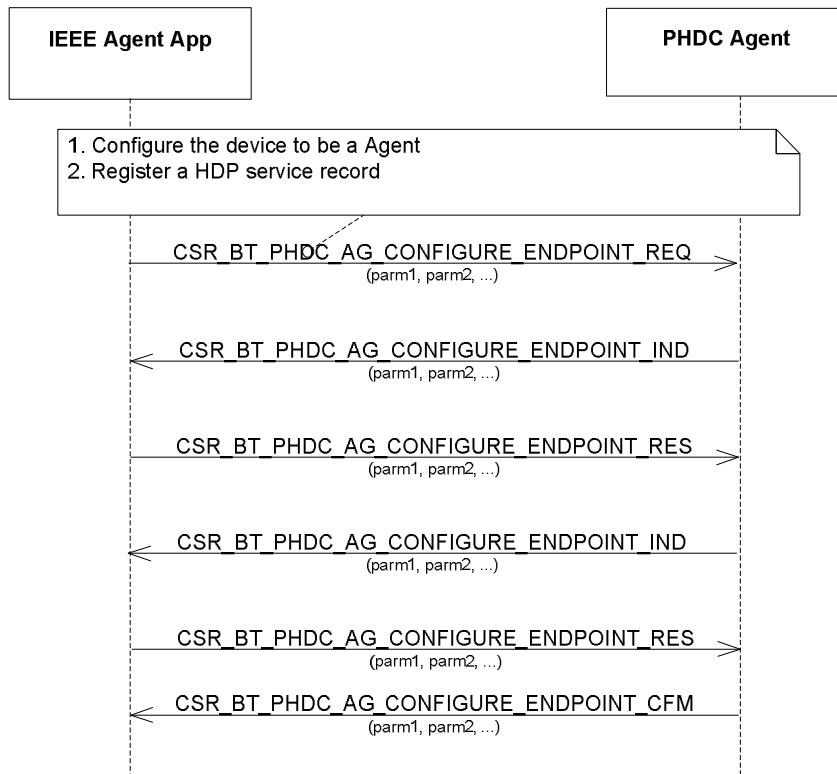 IEEE Agent App
PHDC Agent
1. Configure the device to be a Agent
2. Register a HDP service record
CSR_BT_PHDC_AG_CONFIGURE_ENDPOINT_REQ
(parm1, parm2, ...)
CSR_BT_PHDC_AG_CONFIGURE_ENDPOINT_IND
(parm1, parm2, ...)
CSR_BT_PHDC_AG_CONFIGURE_ENDPOINT_RES
(parm1, parm2, ...)
CSR_BT_PHDC_AG_CONFIGURE_ENDPOINT_IND
(parm1, parm2, ...)
CSR_BT_PHDC_AG_CONFIGURE_ENDPOINT_RES
(parm1, parm2, ...)
CSR_BT_PHDC_AG_CONFIGURE_ENDPOINT_CFM
(parm1, parm2, ...)